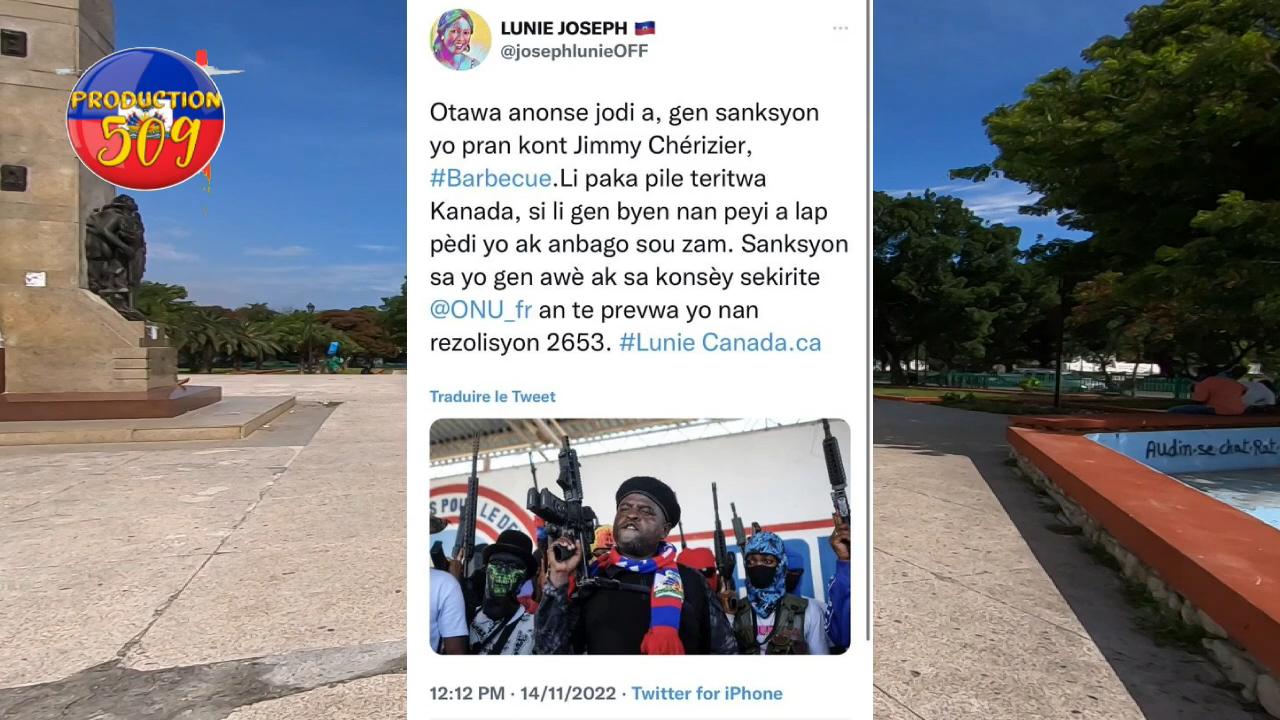 PRODUCTION
509
LUNIE JOSEPH 🇭🇹
@josephlunieOFF
Otawa anonse jodi a, gen sanksyon
yo pran kont Jimmy Chérizier,
#Barbecue.Li paka pile teritwa
Kanada, si li gen byen nan peyi a lap
pèdi yo ak anbago sou zam. Sanksyon
sa yo gen awè ak sa konsèy sekirite
@ONU_fr an te prevwa yo nan
rezolisyon 2653. #Lunie Canada.ca
Traduire le Tweet
S POU LE DE
12:12 PM · 14/11/2022 · Twitter for iPhone
Audin-se chat-Rat